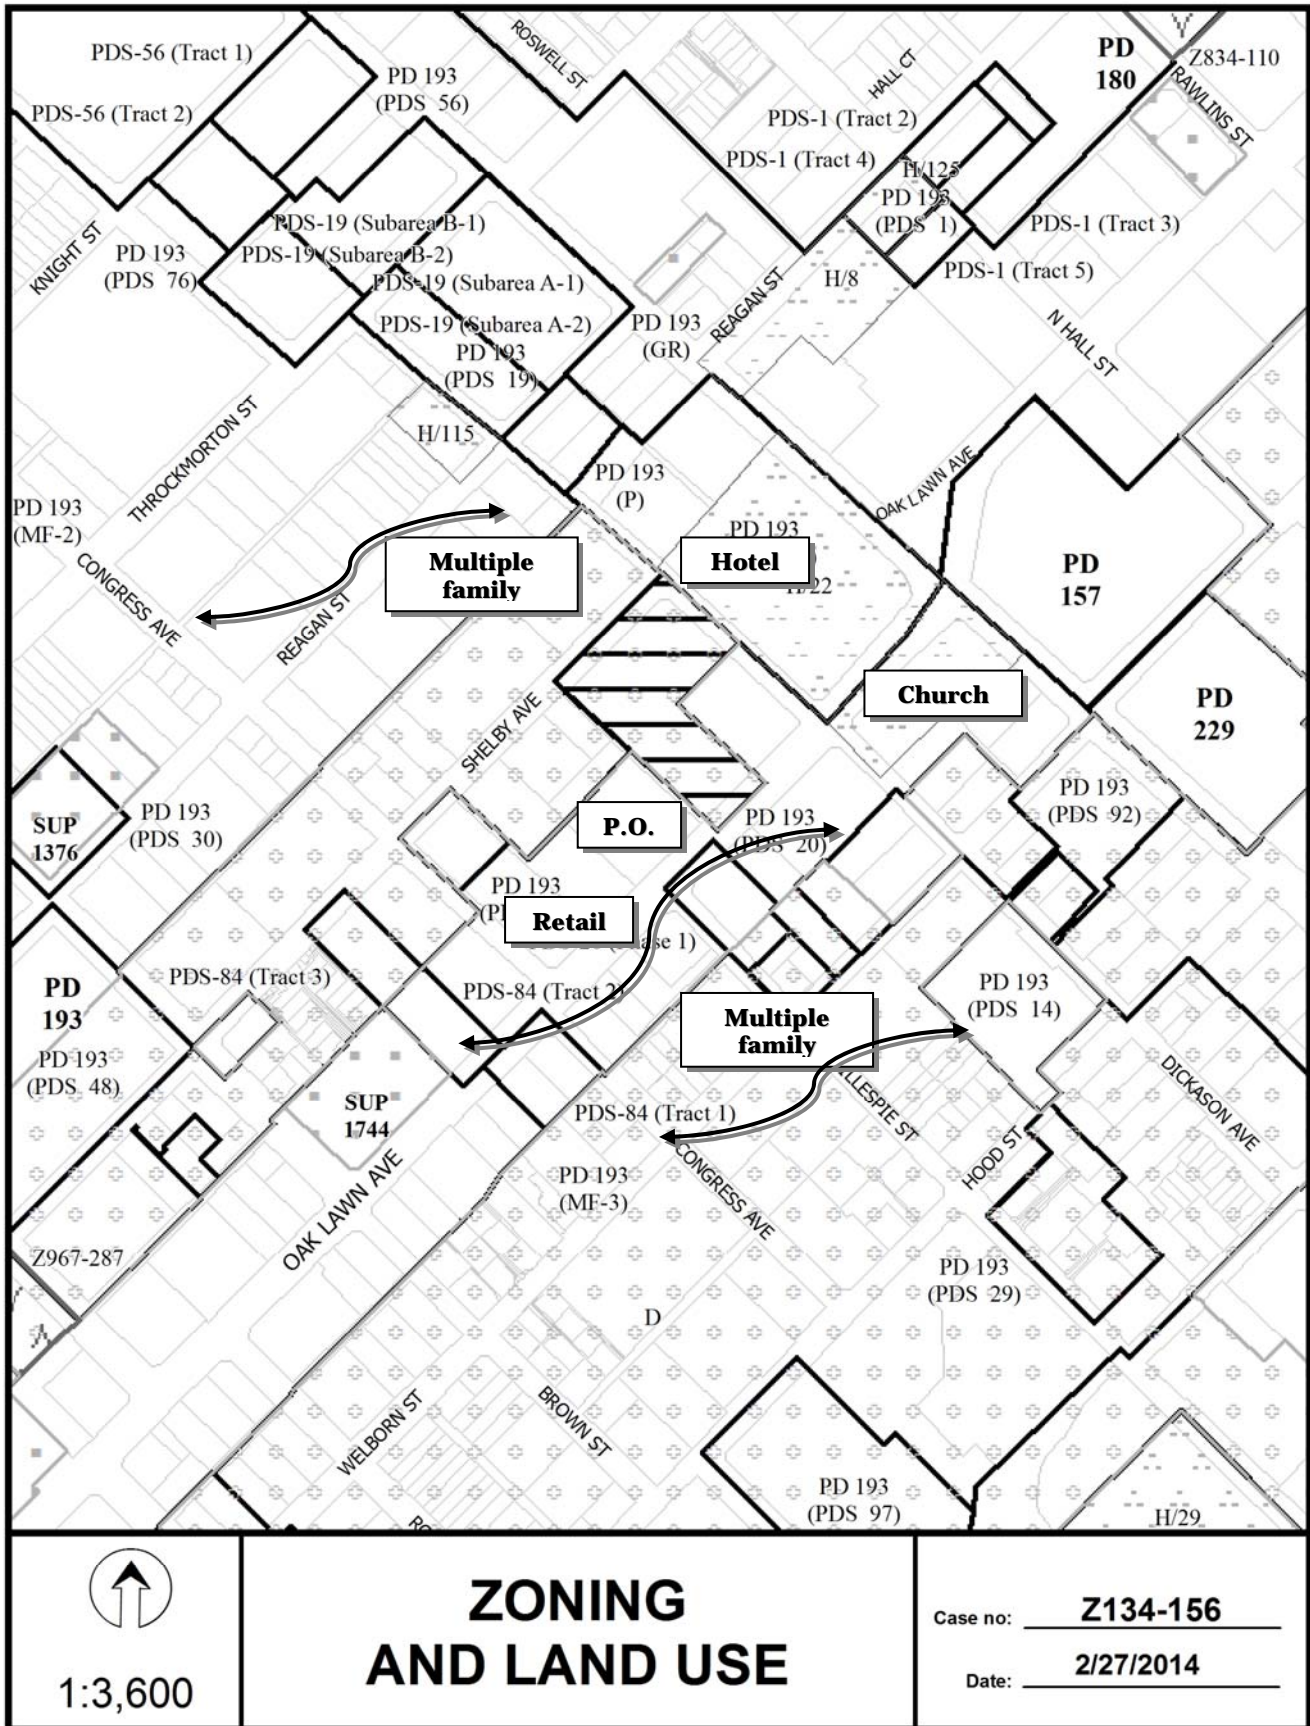 PDS-56 (Tract 1)
PDS-56 (Tract 2)
PD 193
(PDS 56)
ROSWELL ST
HALL CT
PD
180
Z834-110
RAWLINS ST
PDS-1 (Tract 2)
PDS-1 (Tract 4)
H/125
PD 193
(PDS 1)
PDS-1 (Tract 3)
PDS-1 (Tract 5)
KNIGHT ST
PD 193
(PDS 76)
PDS-19 (Subarea B-1)
PDS-19 (Subarea B-2)
PDS-19 (Subarea A-1)
PDS-19 (Subarea A-2)
PD 193
(PDS 19)
PD 193
(GR)
REAGAN ST
H/8
N HALL ST
THROCKMORTON ST
H/115
PD 193
(P)
OAK LAWN AVE
PD 193
(MF-2)
CONGRESS AVE
REAGAN ST
Multiple
family
PD 193
Hotel
H/22
PD
157
Church
PD
229
SHELBY AVE
SUP
1376
PD 193
(PDS 30)
P.O.
PD 193
(PDS 20)
PD 193
(PDS 92)
PD 193
Retail
1)
PD
193
PDS-84 (Tract 3)
PDS-84 (Tract 2)
PD 193
(PDS 14)
PD 193
(PDS 48)
SUP
1744
Multiple
family
PDS-84 (Tract 1)
DICKASON AVE
HOOD ST
CONGRESS AVE
PD 193
(MF-3)
OAK LAWN AVE
Z967-287
PD 193
(PDS 29)
D
WELBORN ST
BROWN ST
PD 193
(PDS 97)
H/29
1:3,600
ZONING
AND LAND USE
Case no: Z134-156
Date: 2/27/2014